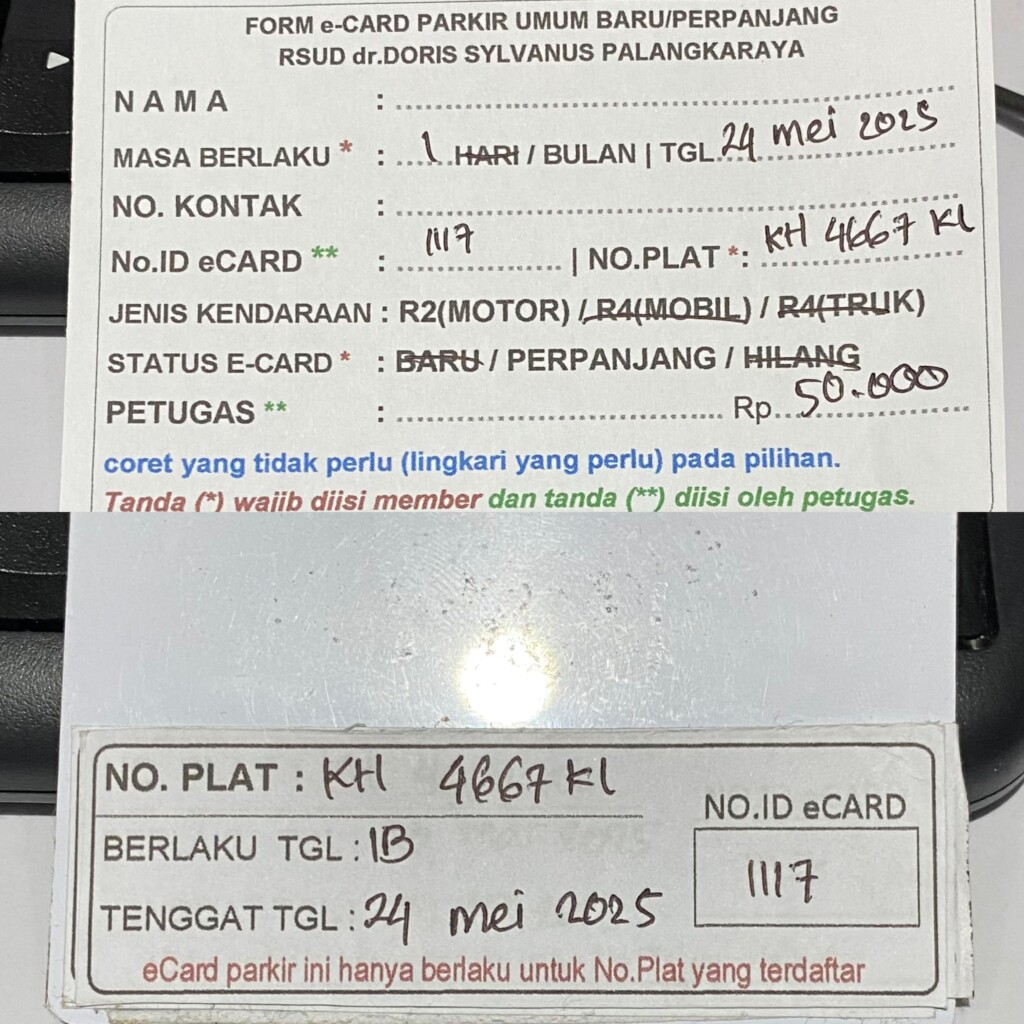 FORM e-CARD PARKIR UMUM BARU/PERPANJANG
RSUD dr.DORIS SYLVANUS PALANGKARAYA
N A M A : ........................
MASA BERLAKU * : ....1 HARI / BULAN | TGL. 24 mei 2025
NO. KONTAK : ........................
No.ID eCARD ** : 1117 | NO.PLAT *: KH 4667 KL
JENIS KENDARAAN : R2(MOTOR) / R4(MOBIL) / R4(TRUK)
STATUS E-CARD * : BARU / PERPANJANG / HILANG
PETUGAS ** : ........................ Rp. 50.000
coret yang tidak perlu (lingkari yang perlu) pada pilihan.
Tanda (*) wajib diisi member dan tanda (**) diisi oleh petugas.
NO. PLAT : KH 4667 KL
BERLAKU TGL : 1B
TENGGAT TGL : 24 mei 2025
NO.ID eCARD
1117
eCard parkir ini hanya berlaku untuk No.Plat yang terdaftar